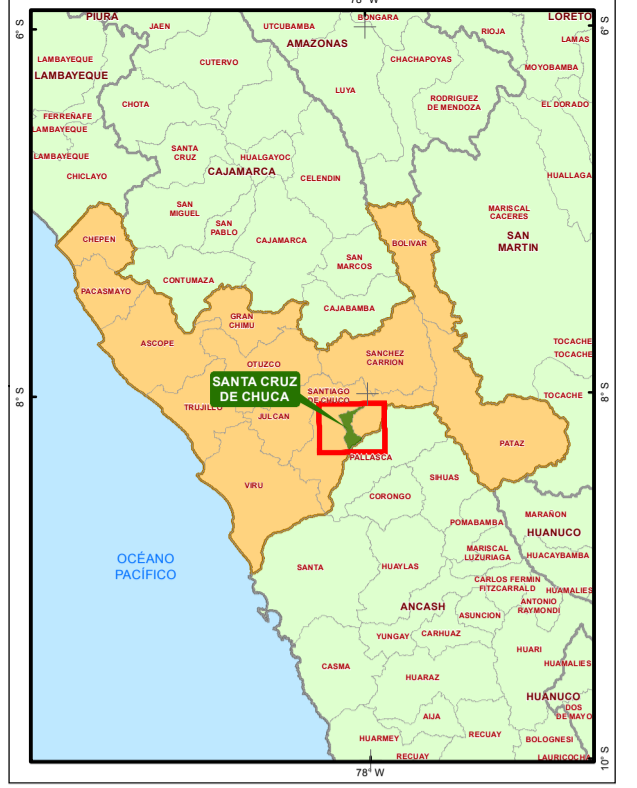 78° W
PIURA
BONGARA
LORETO
6° S
6° S
JAEN
UTCUBAMBA
RIOJA
LAMAS
AMAZONAS
LAMBAYEQUE
CUTERVO
CHACHAPOYAS
MOYOBAMBA
LAMBAYEQUE
LUYA
CHOTA
RODRIGUEZ
DE MENDOZA
EL DORADO
FERREÑAFE
LAMBAYEQUE
LAMBAYEQUE
SANTA
CRUZ
HUALGAYOC
CAJAMARCA
CHICLAYO
CELENDIN
HUALLAGA
SAN
MIGUEL
SAN
PABLO
MARISCAL
CACERES
SAN
MARTIN
CHEPEN
CAJAMARCA
BOLIVAR
SAN
MARCOS
CONTUMAZA
PACASMAYO
CAJABAMBA
GRAN
CHIMU
ASCOPE
TOCACHE
TOCACHE
SANCHEZ
CARRION
OTUZCO
SANTA CRUZ
DE CHUCA
SANTIAGO
DE CHUCO
TOCACHE
8° S
8° S
TRUJILLO
JULCAN
PATAZ
PALLASCA
VIRU
SIHUAS
CORONGO
POMABAMBA
MARAÑON
HUANUCO
OCÉANO
PACÍFICO
SANTA
HUAYLAS
MARISCAL
LUZURIAGA
HUACAYBAMBA
CARLOS FERMIN
FITZCARRALD
HUAMALIES
ANCASH
ANTONIO
RAYMONDI
ASUNCION
YUNGAY
CARHUAZ
HUARI
CASMA
HUAMALIES
HUARAZ
HUANUCO
DOS
DE MAYO
AIJA
HUARMEY
RECUAY
BOLOGNESI
RECUAY
LAURICOCHA
10° S
78° W